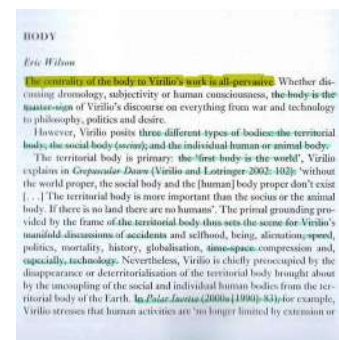 BODY
Eric Wilson
The centrality of the body to Virilio's work is all-pervasive. Whether dis-
cussing dromology, subjectivity or human consciousness, the body is the
master-sign of Virilio's discourse on everything from war and technology
to philosophy, politics and desire.
However, Virilio posits three different types of bodies: the territorial
body, the social body (socius), and the individual human or animal body.
The territorial body is primary: the 'first body is the world', Virilio
explains in Crepuscular Dawn (Virilio and Lotringer 2002: 102): 'without
the world proper, the social body and the [human] body proper don't exist
[. . .] The territorial body is more important than the socius or the animal
body. If there is no land there are no humans'. The primal grounding pro-
vided by the frame of the territorial body thus sets the scene for Virilio's
manifold discussions of accidents and selfhood, being, alienation, speed,
politics, mortality, history, globalisation, time-space compression and,
especially, technology. Nevertheless, Virilio is chiefly preoccupied by the
disappearance or deterritorialisation of the territorial body brought about
by the uncoupling of the social and individual human bodies from the ter-
ritorial body of the Earth. In Polar Inertia (2000a [1990]: 83), for example,
Virilio stresses that human activities are 'no longer limited by extension or